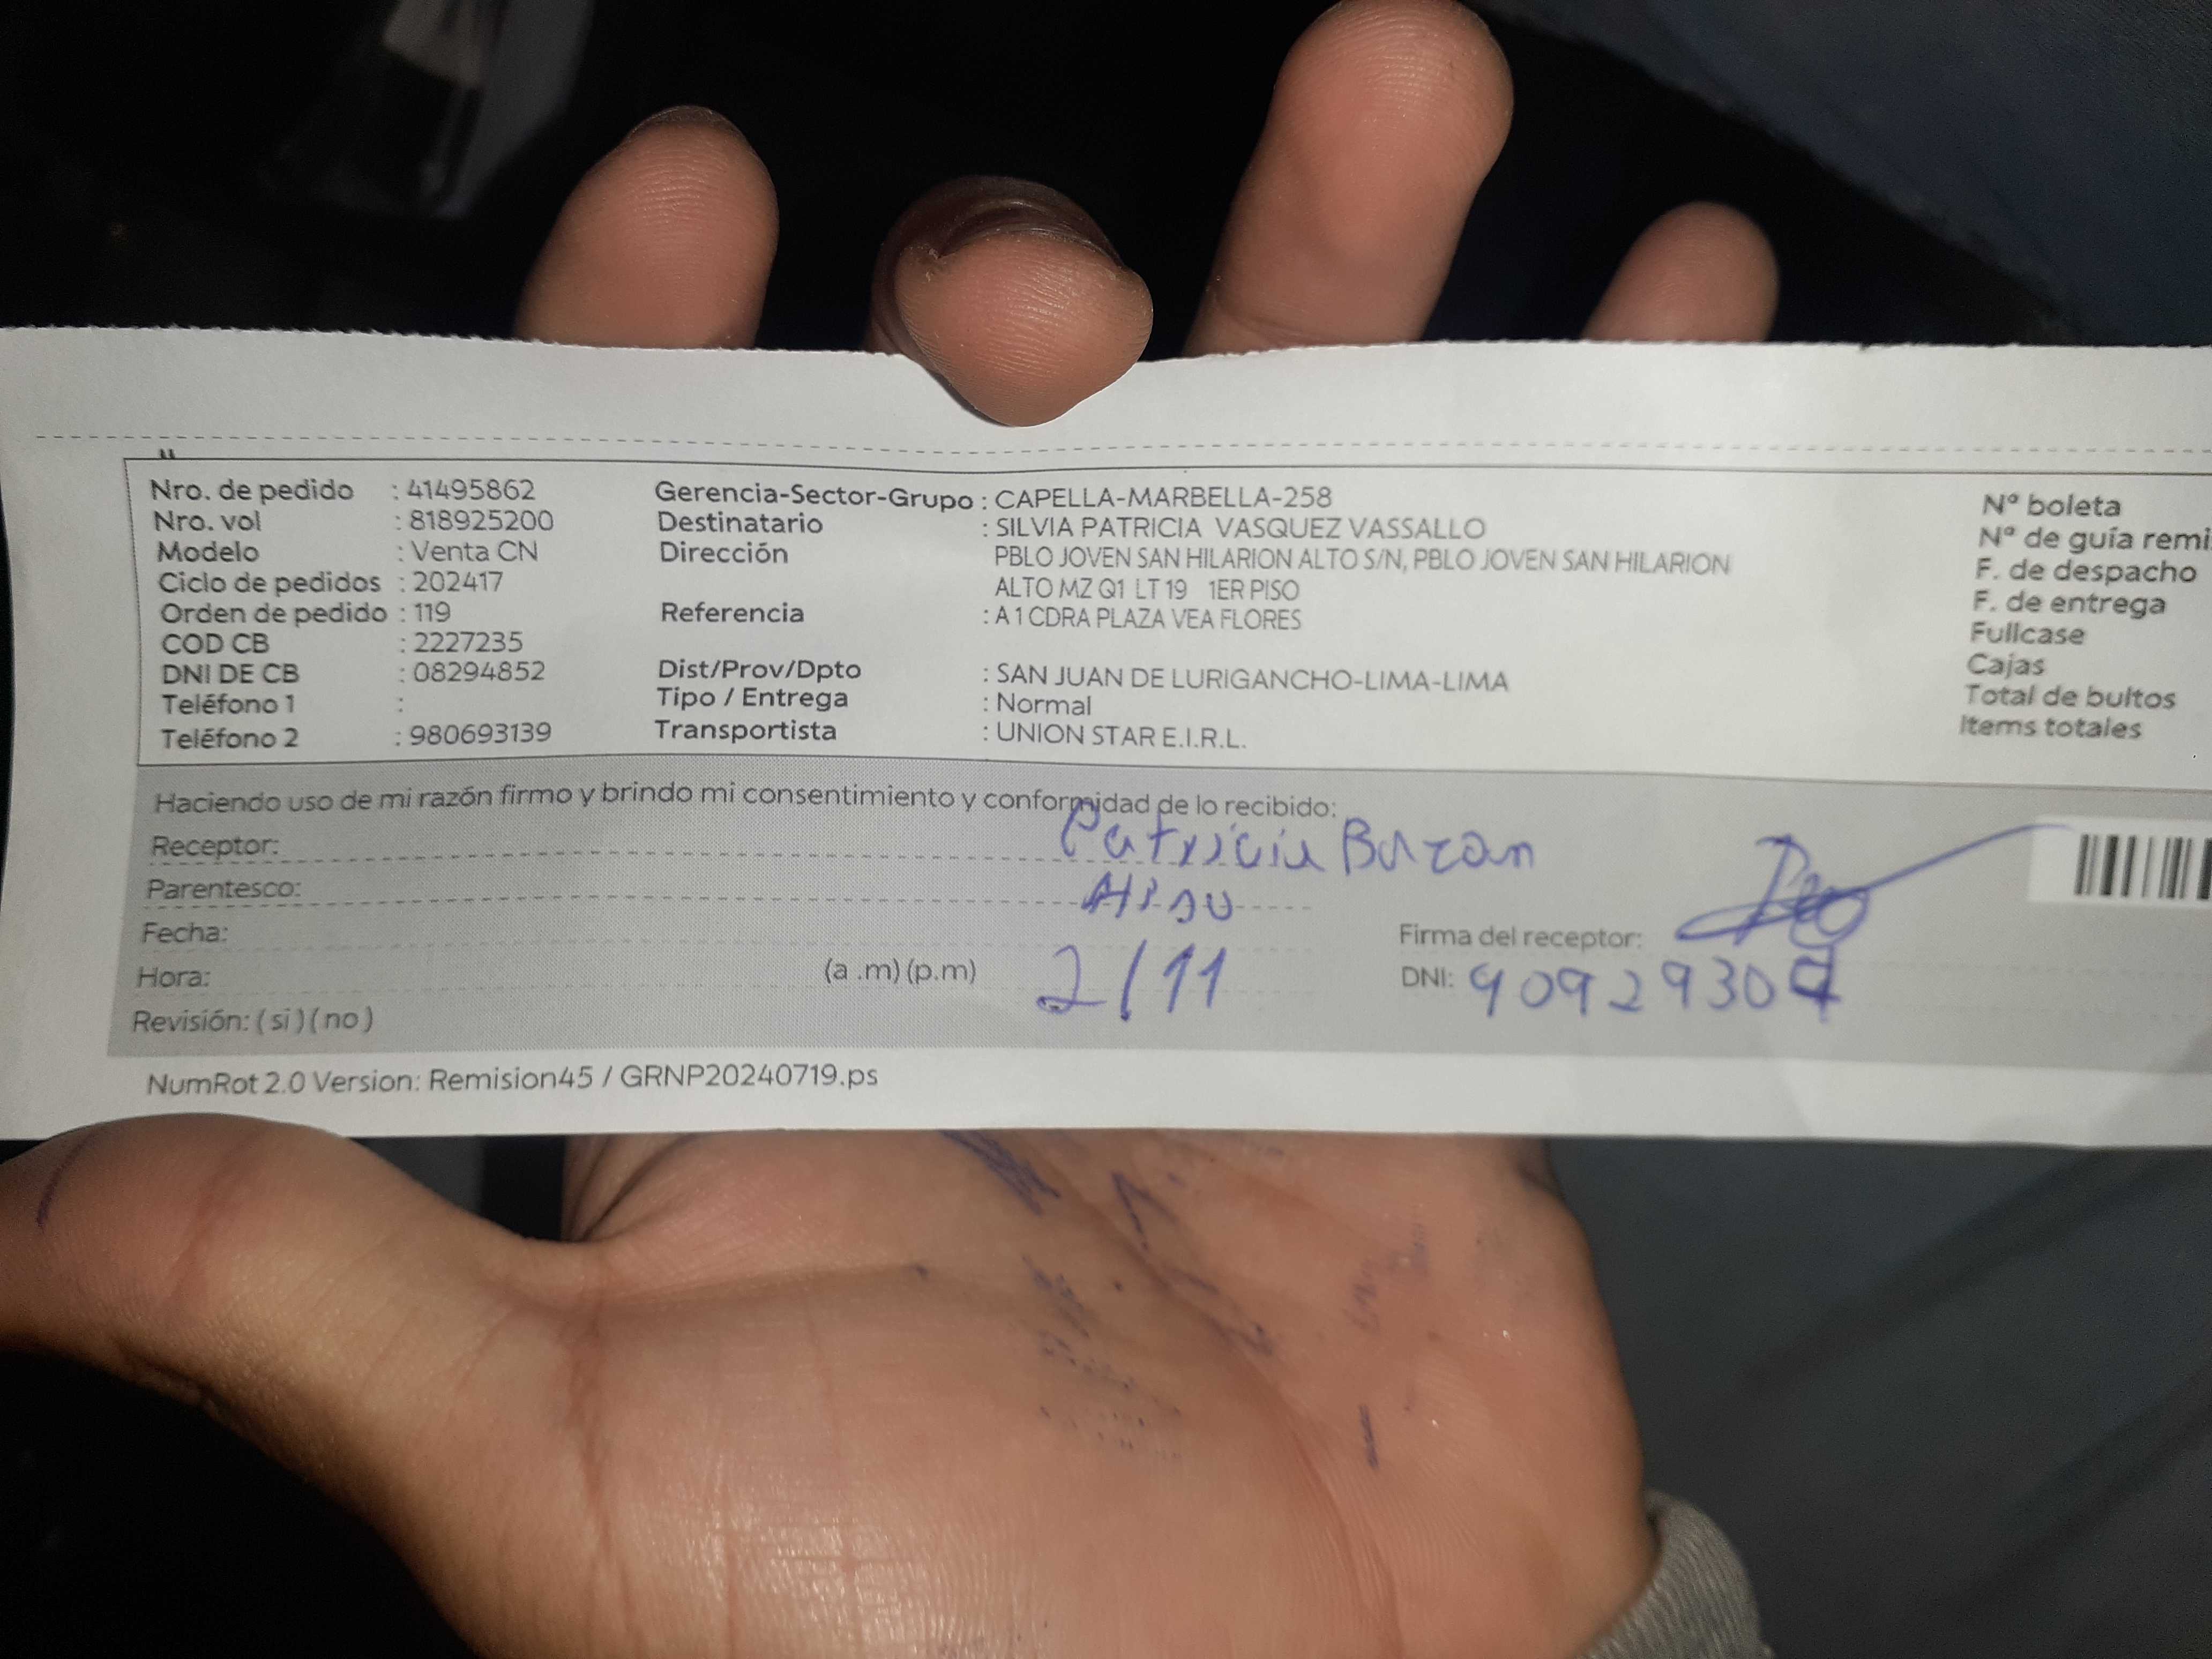 Nro. de pedido : 41495862
Nro. vol : 818925200
Modelo : Venta CN
Ciclo de pedidos : 202417
Orden de pedido : 119
COD CB : 2227235
DNI DE CB : 08294852
Teléfono 1 :
Teléfono 2 : 980693139
Gerencia-Sector-Grupo : CAPELLA-MARBELLA-258
Destinatario : SILVIA PATRICIA VASQUEZ VASSALLO
Dirección PBLO JOVEN SAN HILARION ALTO S/N, PBLO JOVEN SAN HILARION
ALTO MZ Q1 LT 19 1ER PISO
Referencia : A 1 CDRA PLAZA VEA FLORES
Dist/Prov/Dpto : SAN JUAN DE LURIGANCHO-LIMA-LIMA
Tipo / Entrega : Normal
Transportista : UNION STAR E.I.R.L.
Nº boleta
Nº de guía remi
F. de despacho
F. de entrega
Fullcase
Cajas
Total de bultos
Items totales
Haciendo uso de mi razón firmo y brindo mi consentimiento y conformidad de lo recibido:
Receptor: Patricia
Parentesco:
Fecha:
Hora: (a .m) (p.m) 2/11
Revisión: ( si ) ( no )
Firma del receptor:
DNI:
NumRot 2.0 Version: Remision45 / GRNP20240719.ps